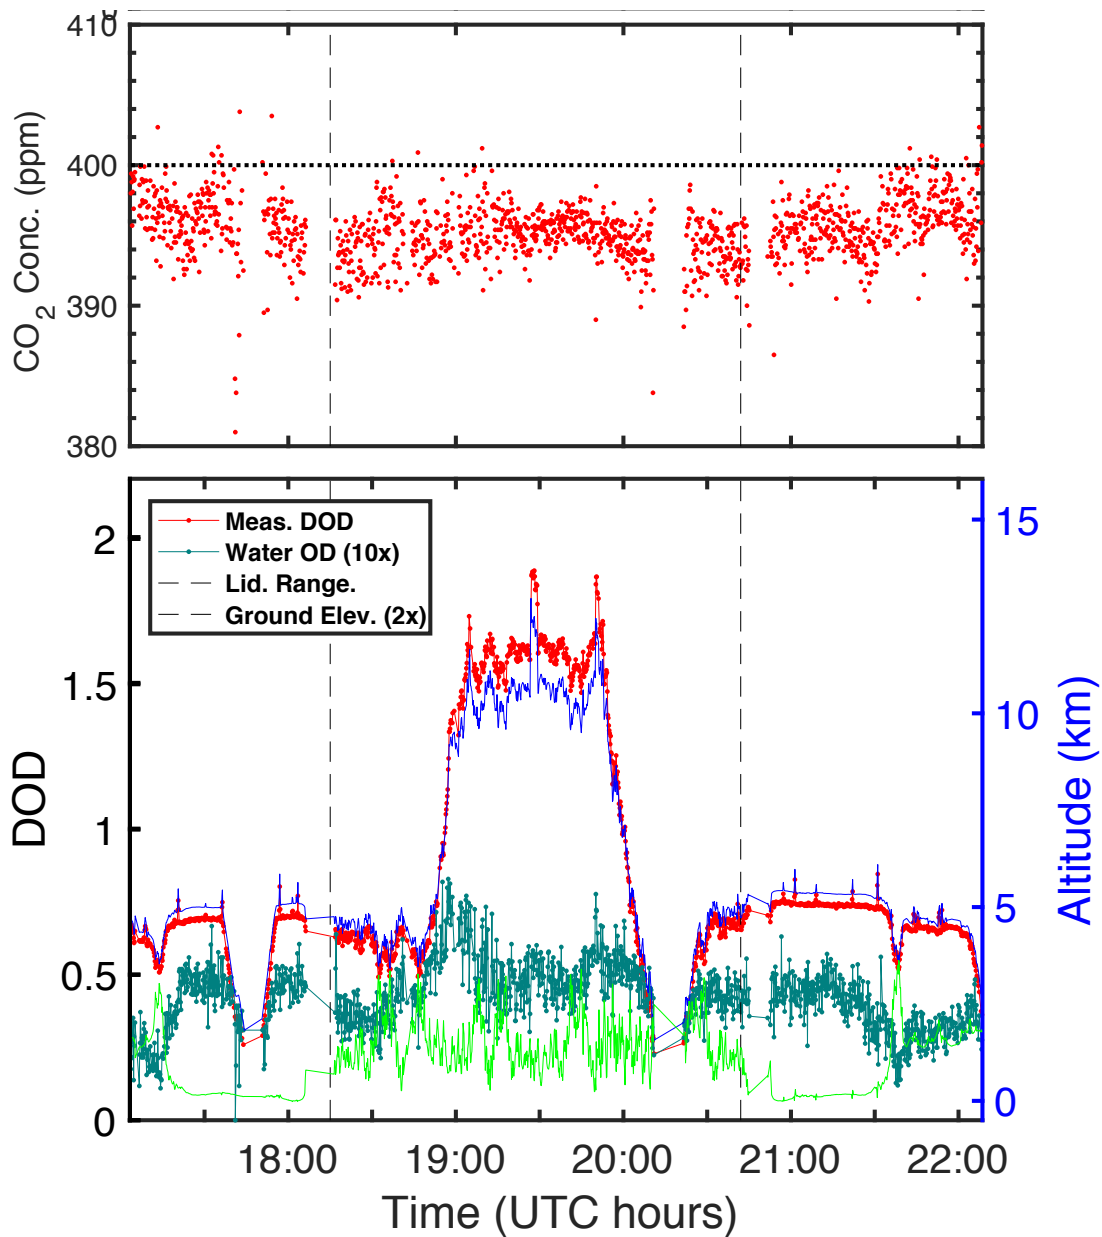 410
400
390
380
CO2 Conc. (ppm)
Meas. DOD
Water OD (10x)
Lid. Range.
Ground Elev. (2x)
2
1.5
1
0.5
0
DOD
15
10
5
0
Altitude (km)
18:00 19:00 20:00 21:00 22:00
Time (UTC hours)